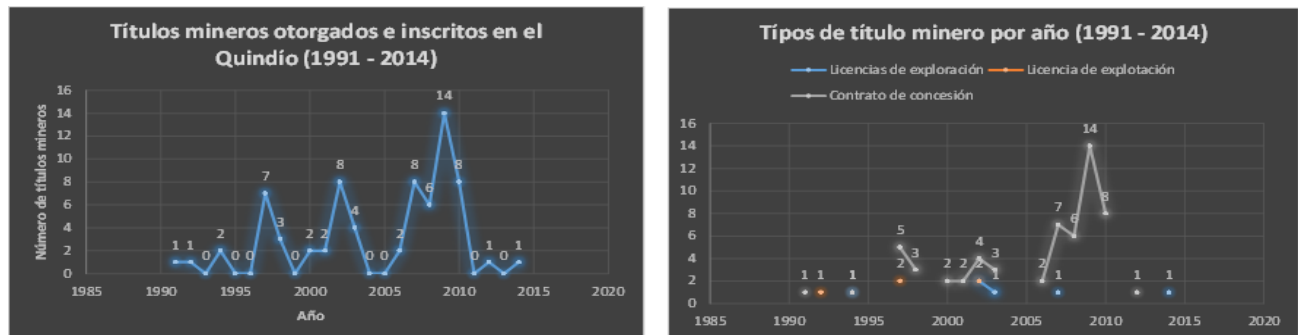 Títulos mineros otorgados e inscritos en el
Quindío (1991 - 2014)
Número de títulos mineros
16
14
12
10
8
6
4
2
0
1 1 0 2 0 0 7 3 0 2 2 8 4 0 0 2 8 6 14 8 0 1 0 1
1985 1990 1995 2000 2005 2010 2015 2020
Año
Típos de título minero por año (1991 - 2014)
Licencias de exploración Licencia de explotación
Contrato de concesión
16
14
12
10
8
6
4
2
0
1 1 1 5 2 3 2 2 4 2 3 1 2 7 1 6 14 8 1 1
1985 1990 1995 2000 2005 2010 2015 2020